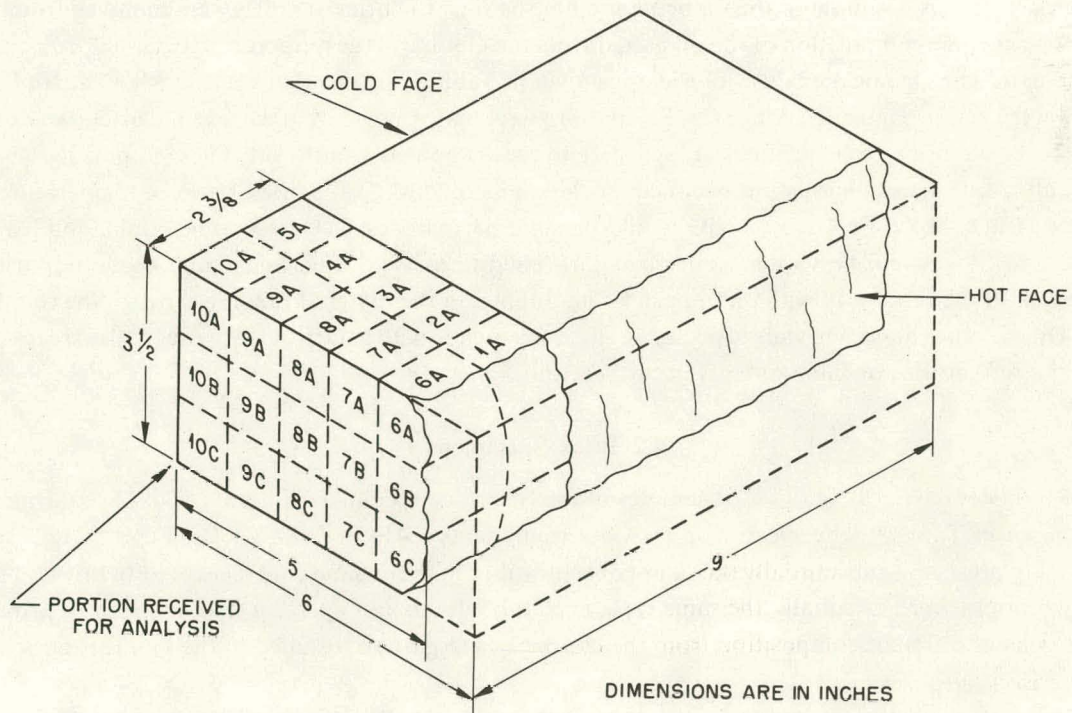 COLD FACE
2 3/8
10A 5A
9A 4A
8A 3A
7A 2A
6A 1A
HOT FACE
3 1/2
10A 9A 8A 7A 6A
10B 9B 8B 7B 6B
10C 9C 8C 7C 6C
5
6
9
PORTION RECEIVED
FOR ANALYSIS
DIMENSIONS ARE IN INCHES